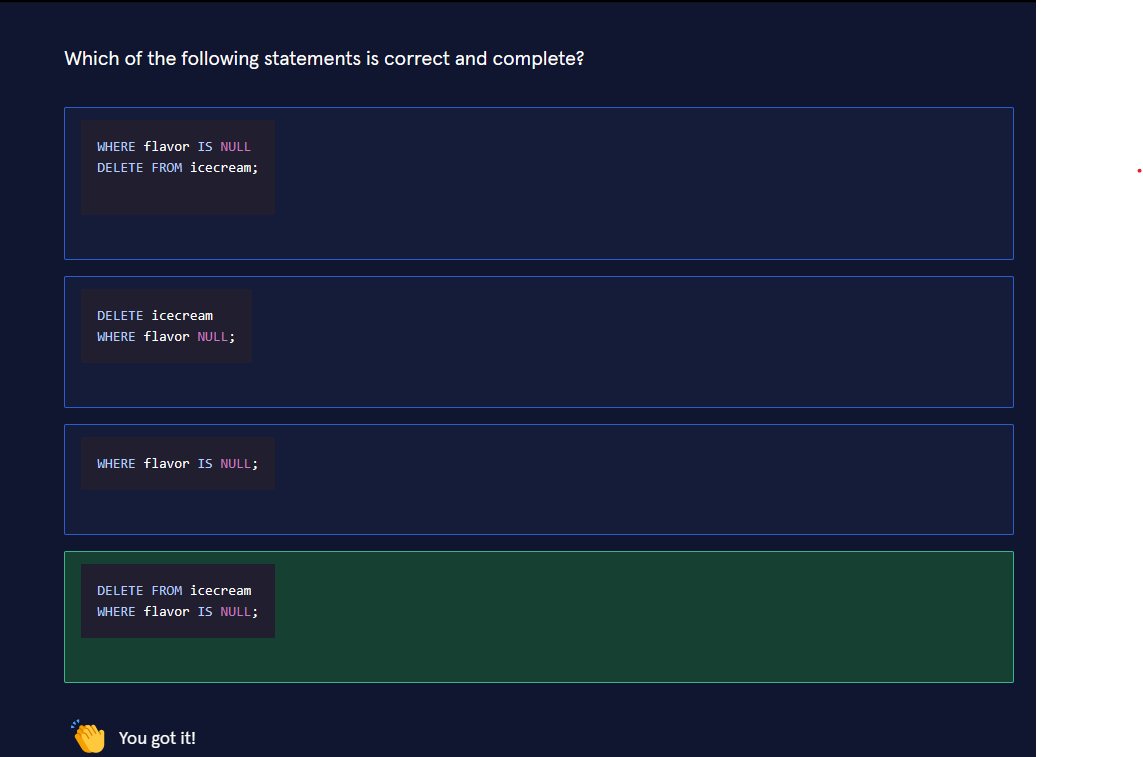 Which of the following statements is correct and complete?
WHERE flavor IS NULL
DELETE FROM icecream;
DELETE icecream
WHERE flavor NULL;
WHERE flavor IS NULL;
DELETE FROM icecream
WHERE flavor IS NULL;
You got it!